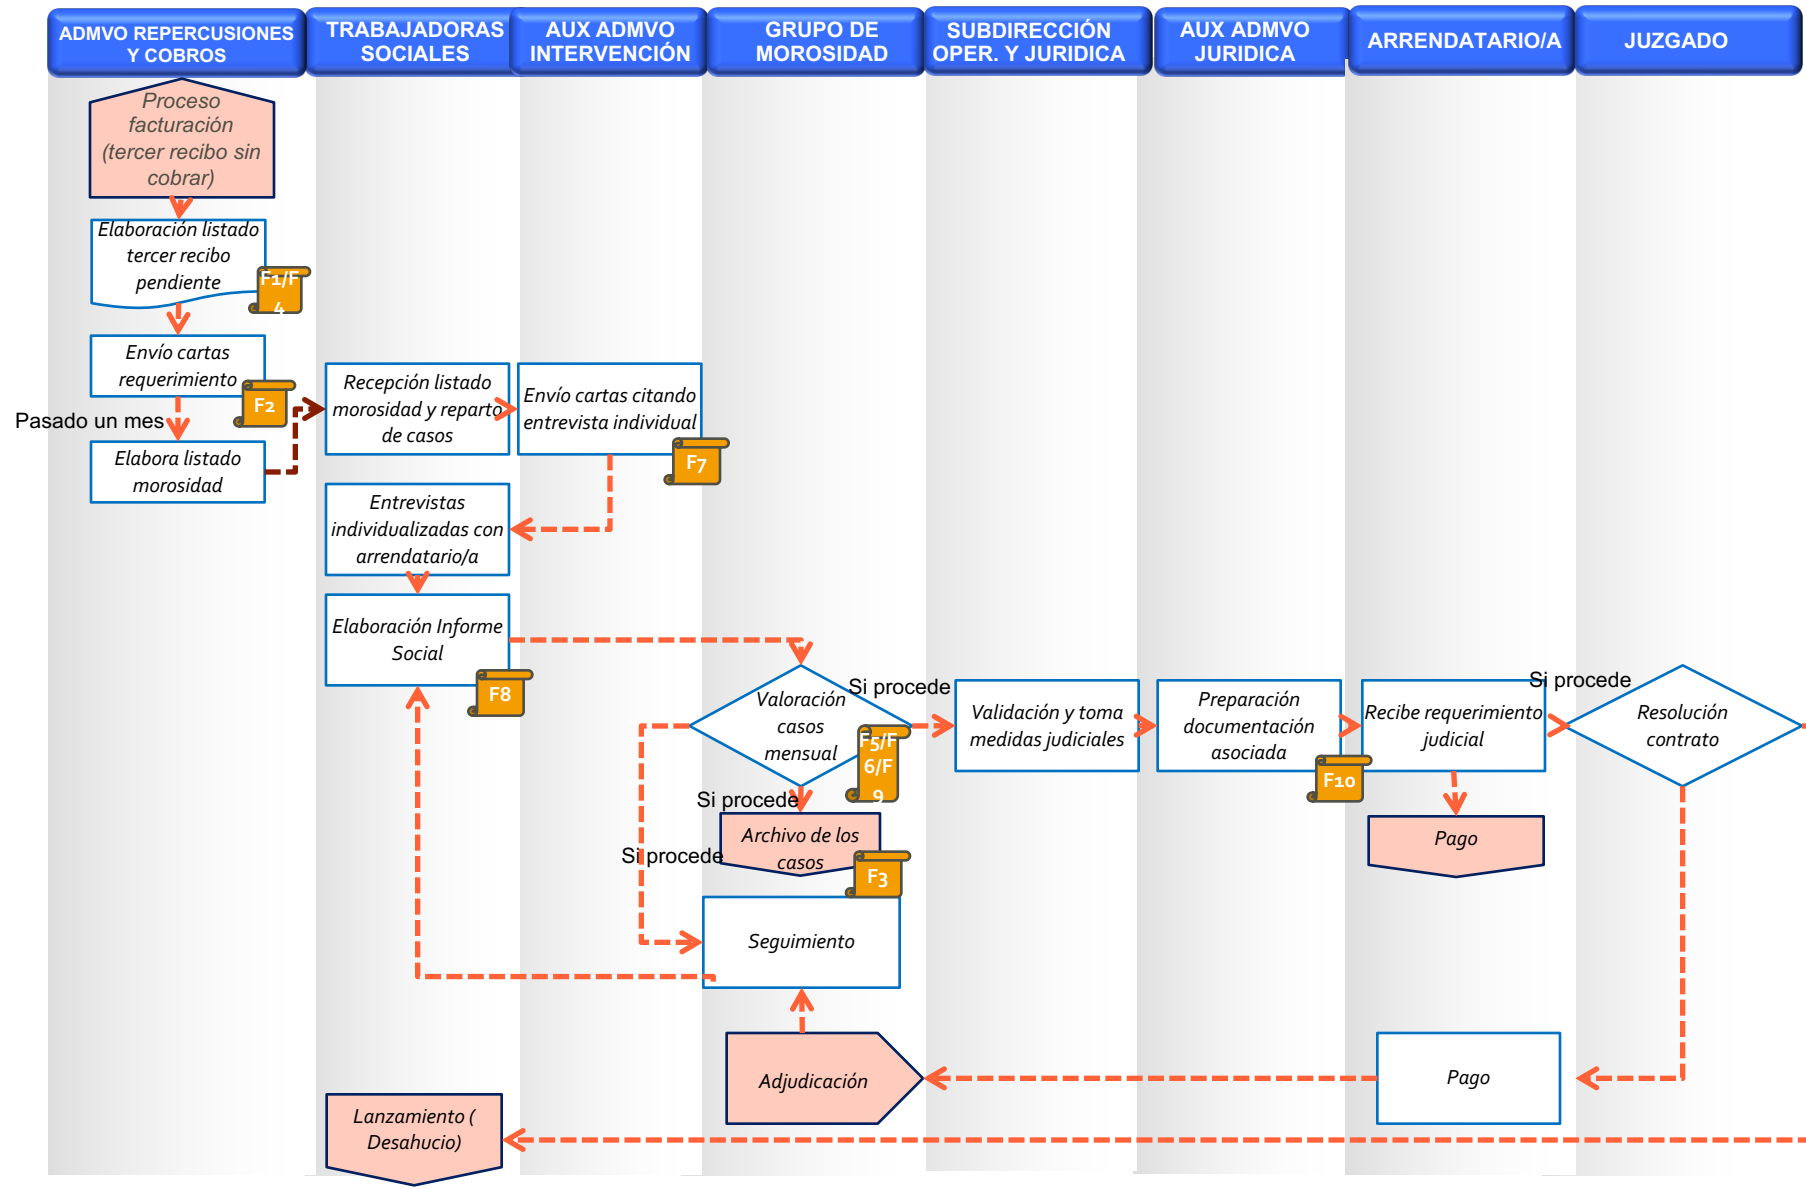 ADMVO REPERCUSIONES
Y COBROS
TRABAJADORAS
SOCIALES
AUX ADMVO
INTERVENCIÓN
GRUPO DE
MOROSIDAD
SUBDIRECCIÓN
OPER. Y JURIDICA
AUX ADMVO
JURIDICA
ARRENDATARIO/A
JUZGADO
Proceso
facturación
(tercer recibo sin
cobrar)
Elaboración listado
tercer recibo
pendiente
F1/F
4
Envío cartas
requerimiento
F2
Pasado un mes
Elabora listado
morosidad
Recepción listado
morosidad y reparto
de casos
Envío cartas citando
entrevista individual
F7
Entrevistas
individualizadas con
arrendatario/a
Elaboración Informe
Social
F8
Valoración
casos
mensual
Si procede
F5/F
6/F
9
Validación y toma
medidas judiciales
Preparación
documentación
asociada
F10
Recibe requerimiento
judicial
Si procede
Resolución
contrato
Si procede
Archivo de los
casos
F3
Si procede
Pago
Seguimiento
Adjudicación
Pago
Lanzamiento (
Desahucio)